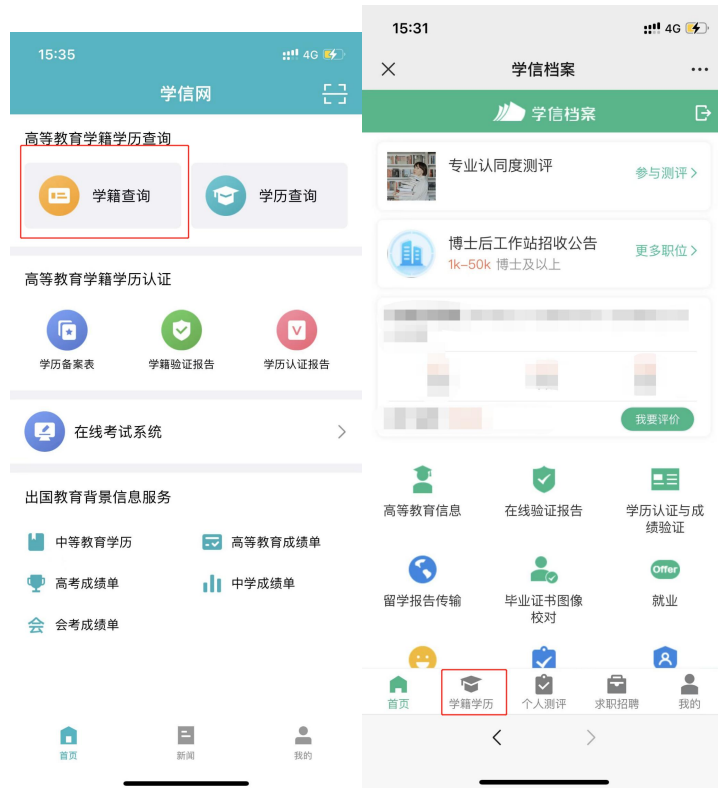 15:35
4G
学信网
高等教育学籍学历查询
学籍查询
学历查询
高等教育学籍学历认证
学历备案表
学籍验证报告
学历认证报告
在线考试系统
出国教育背景信息服务
中等教育学历
高等教育成绩单
高考成绩单
中学成绩单
会 会考成绩单
首页
新闻
我的
15:31
4G
学信档案
学信档案
专业认同度测评
参与测评
博士后工作站招收公告
更多职位
1k–50k 博士及以上
我要评价
高等教育信息
在线验证报告
学历认证与成
绩验证
Offer
留学报告传输
毕业证书图像
校对
就业
首页
学籍学历
个人测评
求职招聘
我的